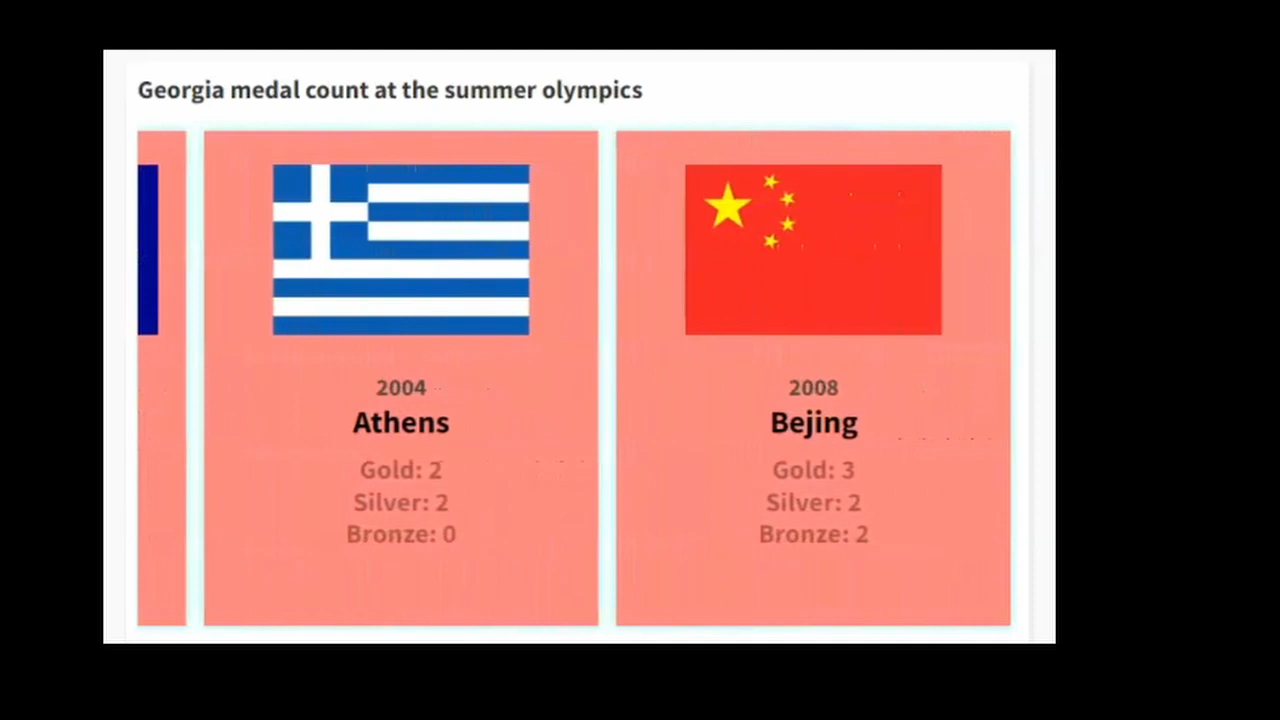 Georgia medal count at the summer olympics
2004
Athens
Gold: 2
Silver: 2
Bronze: 0
2008
Bejing
Gold: 3
Silver: 2
Bronze: 2